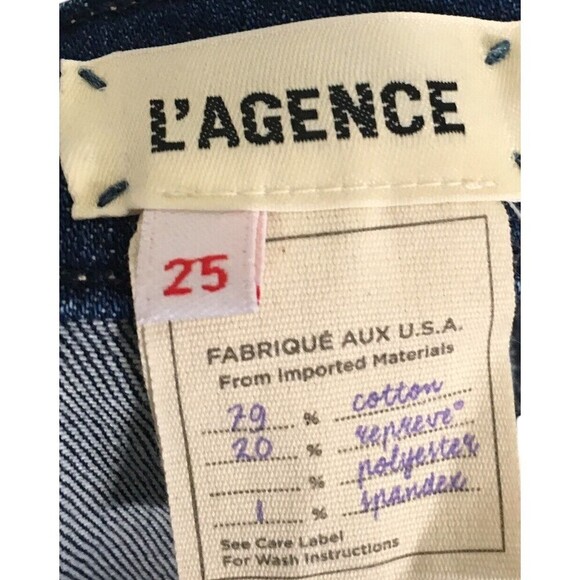 L'AGENCE
25
FABRIQUÉ AUX U.S.A.
From Imported Materials
79 % cotton
20 % repreve®
% polyester
1 % spandex
See Care Label
For Wash Instructions